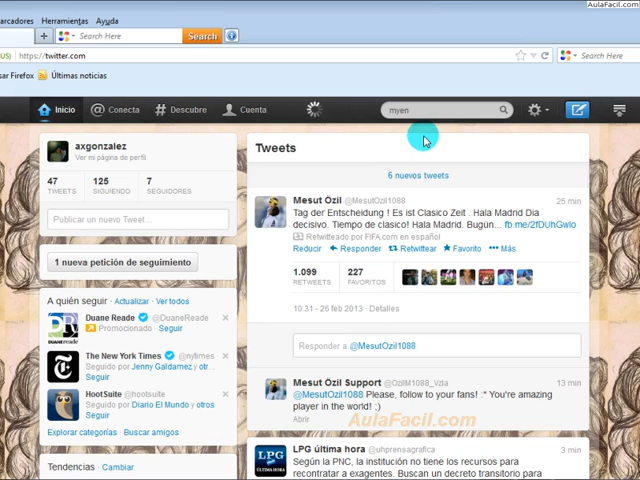 AulaFacil.com
arcadores Herramientas Ayuda
Search Here Search
US) https://twitter.com Search Here
sar Firefox Últimas noticias
Inicio Conecta Descubre Cuenta myen
axgonzalez
Ver mi página de perfil
47 125 7
TWEETS SIGUIENDO SEGUIDORES
Publicar un nuevo Tweet…
1 nueva petición de seguimiento
A quién seguir · Actualizar · Ver todos
Duane Reade @DuaneReade
Promocionado · Seguir
The New York Times @nytimes
Seguido por Jenny Galdamez y otr...
Seguir
HootSuite @hootsuite
Seguido por Diario El Mundo y otros
Seguir
Explorar categorías · Buscar amigos
Tendencias · Cambiar
Tweets
6 nuevos tweets
Mesut Özil @MesutOzil1088 25 min
Tag der Entscheidung ! Es ist Clasico Zeit . Hala Madrid Dia
decisivo. Tiempo de clasico! Hala Madrid. Bugün... fb.me/2fDUhGwIo
Retwitteado por FIFA.com en español
Reducir Responder Retwittear Favorito Más
1.099 227
RETWEETS FAVORITOS
10:31 - 26 feb 2013 · Detalles
Responder a @MesutOzil1088
Mesut Özil Support @OzilM1088_Vzla 13 min
@MesutOzil1088 Please, follow to your fans! :* You're amazing
player in the world! ;)
Abrir
AulaFacil.com
LPG última hora @uhprensagrafica 3 min
Según la PNC, la institución no tiene los recursos para
recontratar a exagentes. Buscan un decreto transitorio para